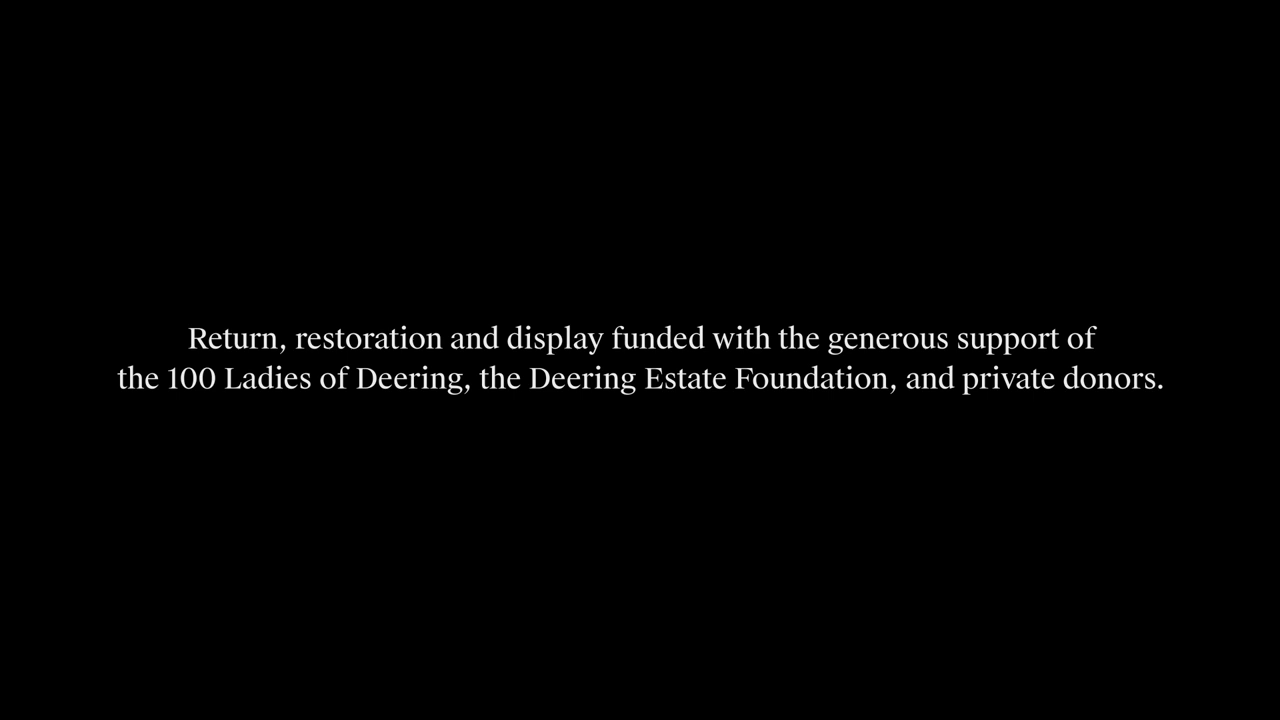 Return, restoration and display funded with the generous support of
the 100 Ladies of Deering, the Deering Estate Foundation, and private donors.